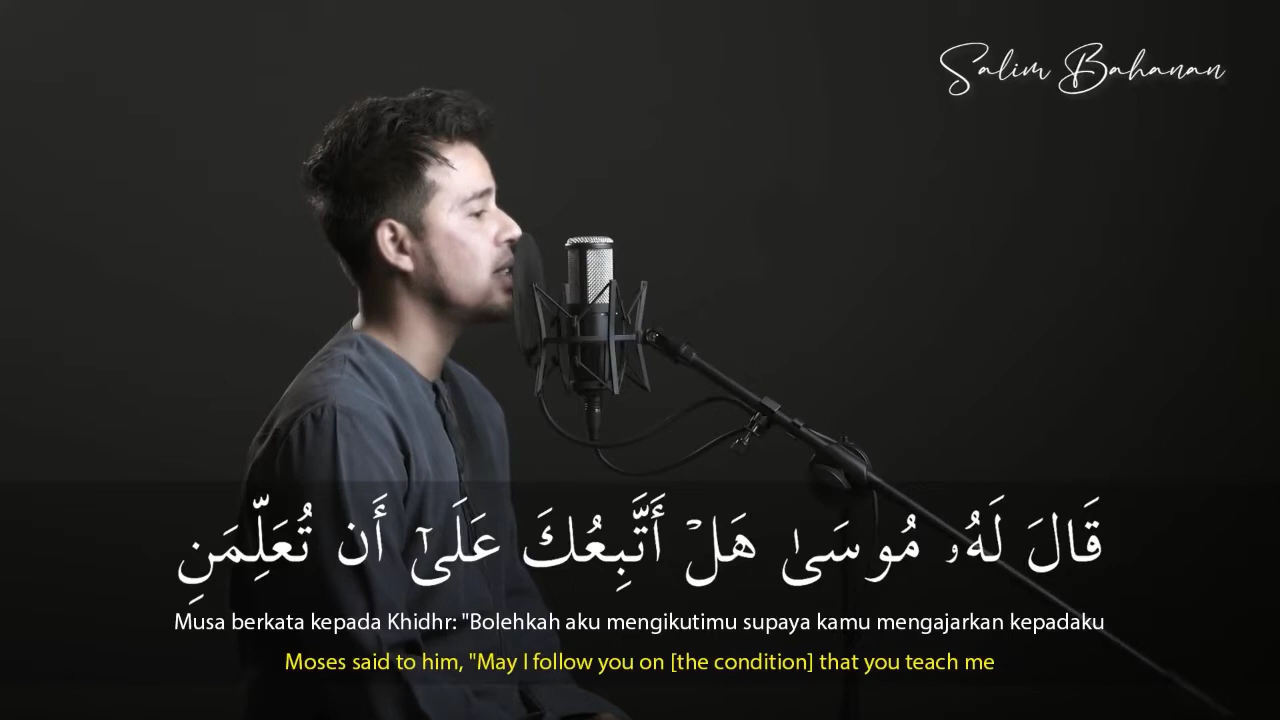 Salim Bahanan
قَالَ لَهُۥ مُوسَىٰ هَلْ أَتَّبِعُكَ عَلَىٰٓ أَن تُعَلِّمَنِ
Musa berkata kepada Khidhr: "Bolehkah aku mengikutimu supaya kamu mengajarkan kepadaku
Moses said to him, "May I follow you on [the condition] that you teach me